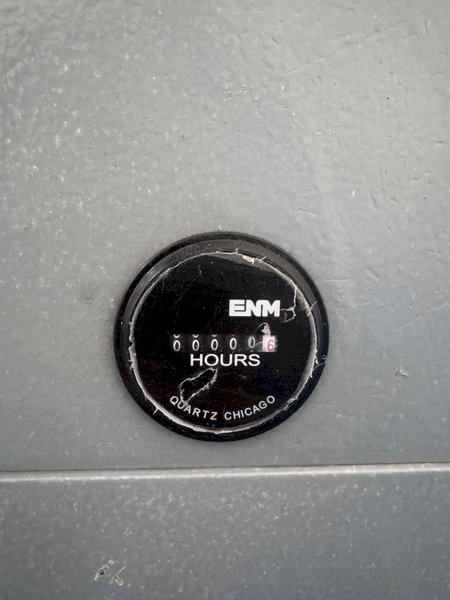 ENM
000006
HOURS
QUARTZ CHICAGO